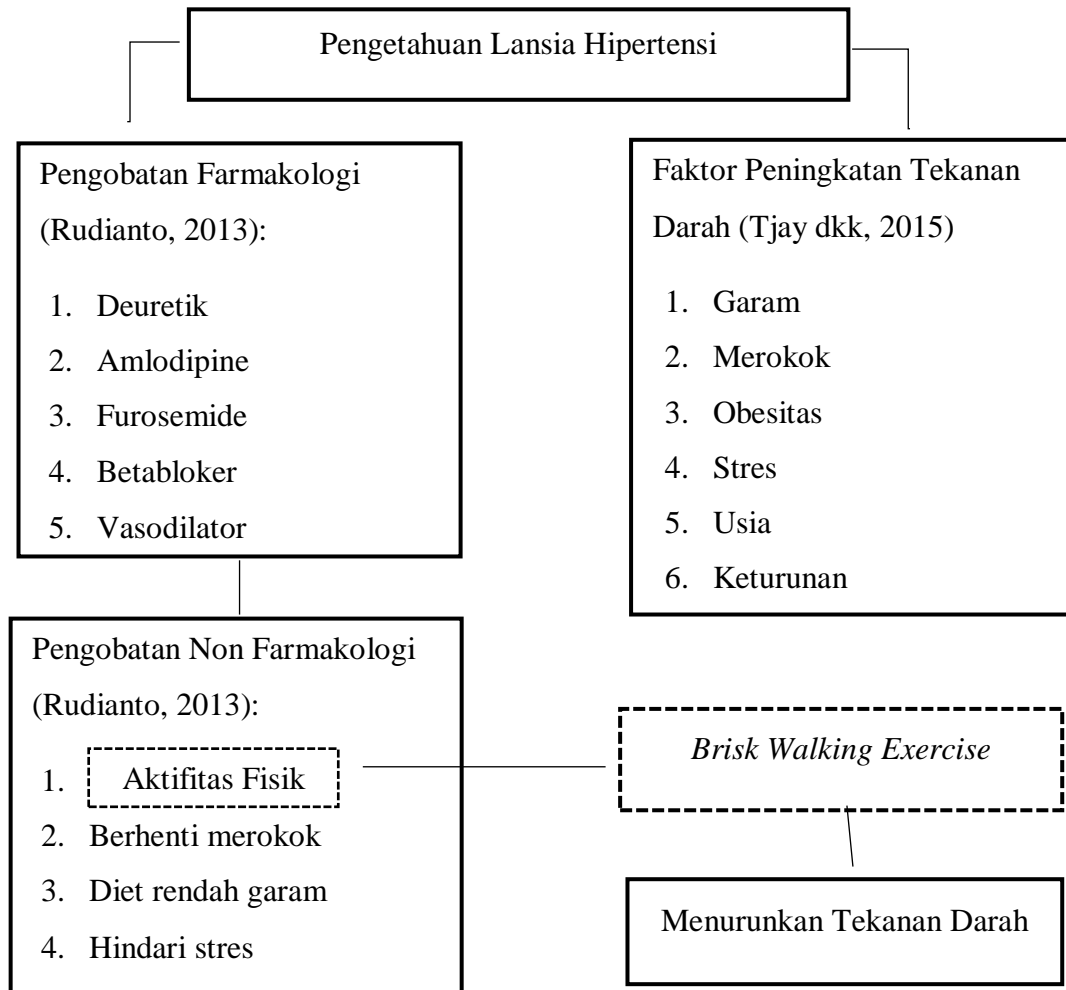 Pengetahuan Lansia Hipertensi
Pengobatan Farmakologi
(Rudianto, 2013):
1. Deuretik
2. Amlodipine
3. Furosemide
4. Betabloker
5. Vasodilator
Faktor Peningkatan Tekanan
Darah (Tjay dkk, 2015)
1. Garam
2. Merokok
3. Obesitas
4. Stres
5. Usia
6. Keturunan
Pengobatan Non Farmakologi
(Rudianto, 2013):
1. Aktifitas Fisik
2. Berhenti merokok
3. Diet rendah garam
4. Hindari stres
Brisk Walking Exercise
Menurunkan Tekanan Darah